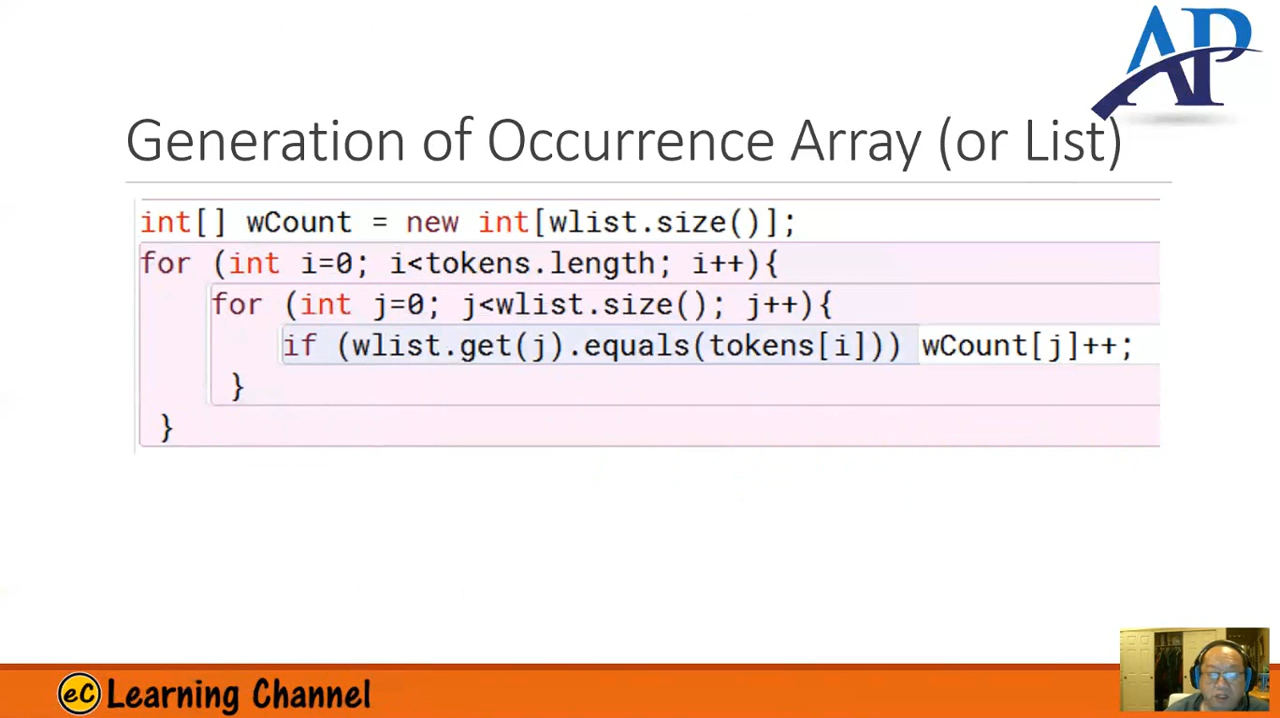 AP
Generation of Occurrence Array (or List)
int[] wCount = new int[wlist.size()];
for (int i=0; i<tokens.length; i++){
for (int j=0; j<wlist.size(); j++){
if (wlist.get(j).equals(tokens[i])) wCount[j]++;
}
}
eC Learning Channel